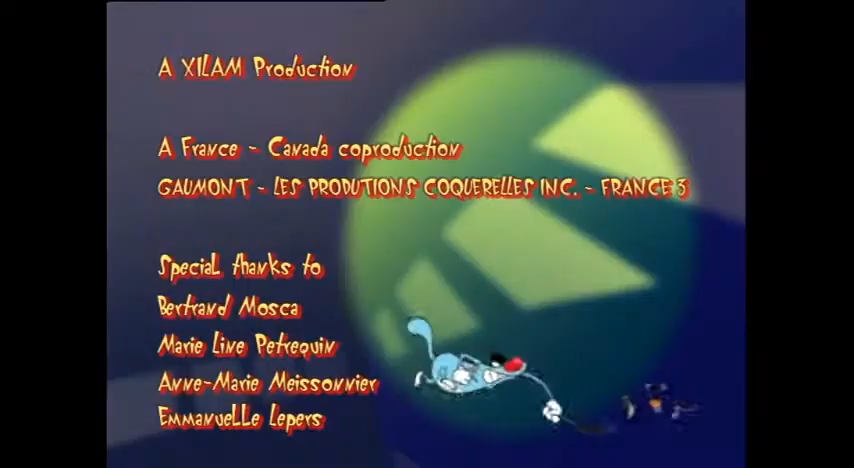 A XILAM Production
A France - Canada coproduction
GAUMONT - LES PRODUTIONS COQUERELLES INC. - FRANCE 3
Special thanks to
Bertrand Mosca
Marie Line Petrequin
Anne-Marie Meissonnier
Emmanuelle Lepers